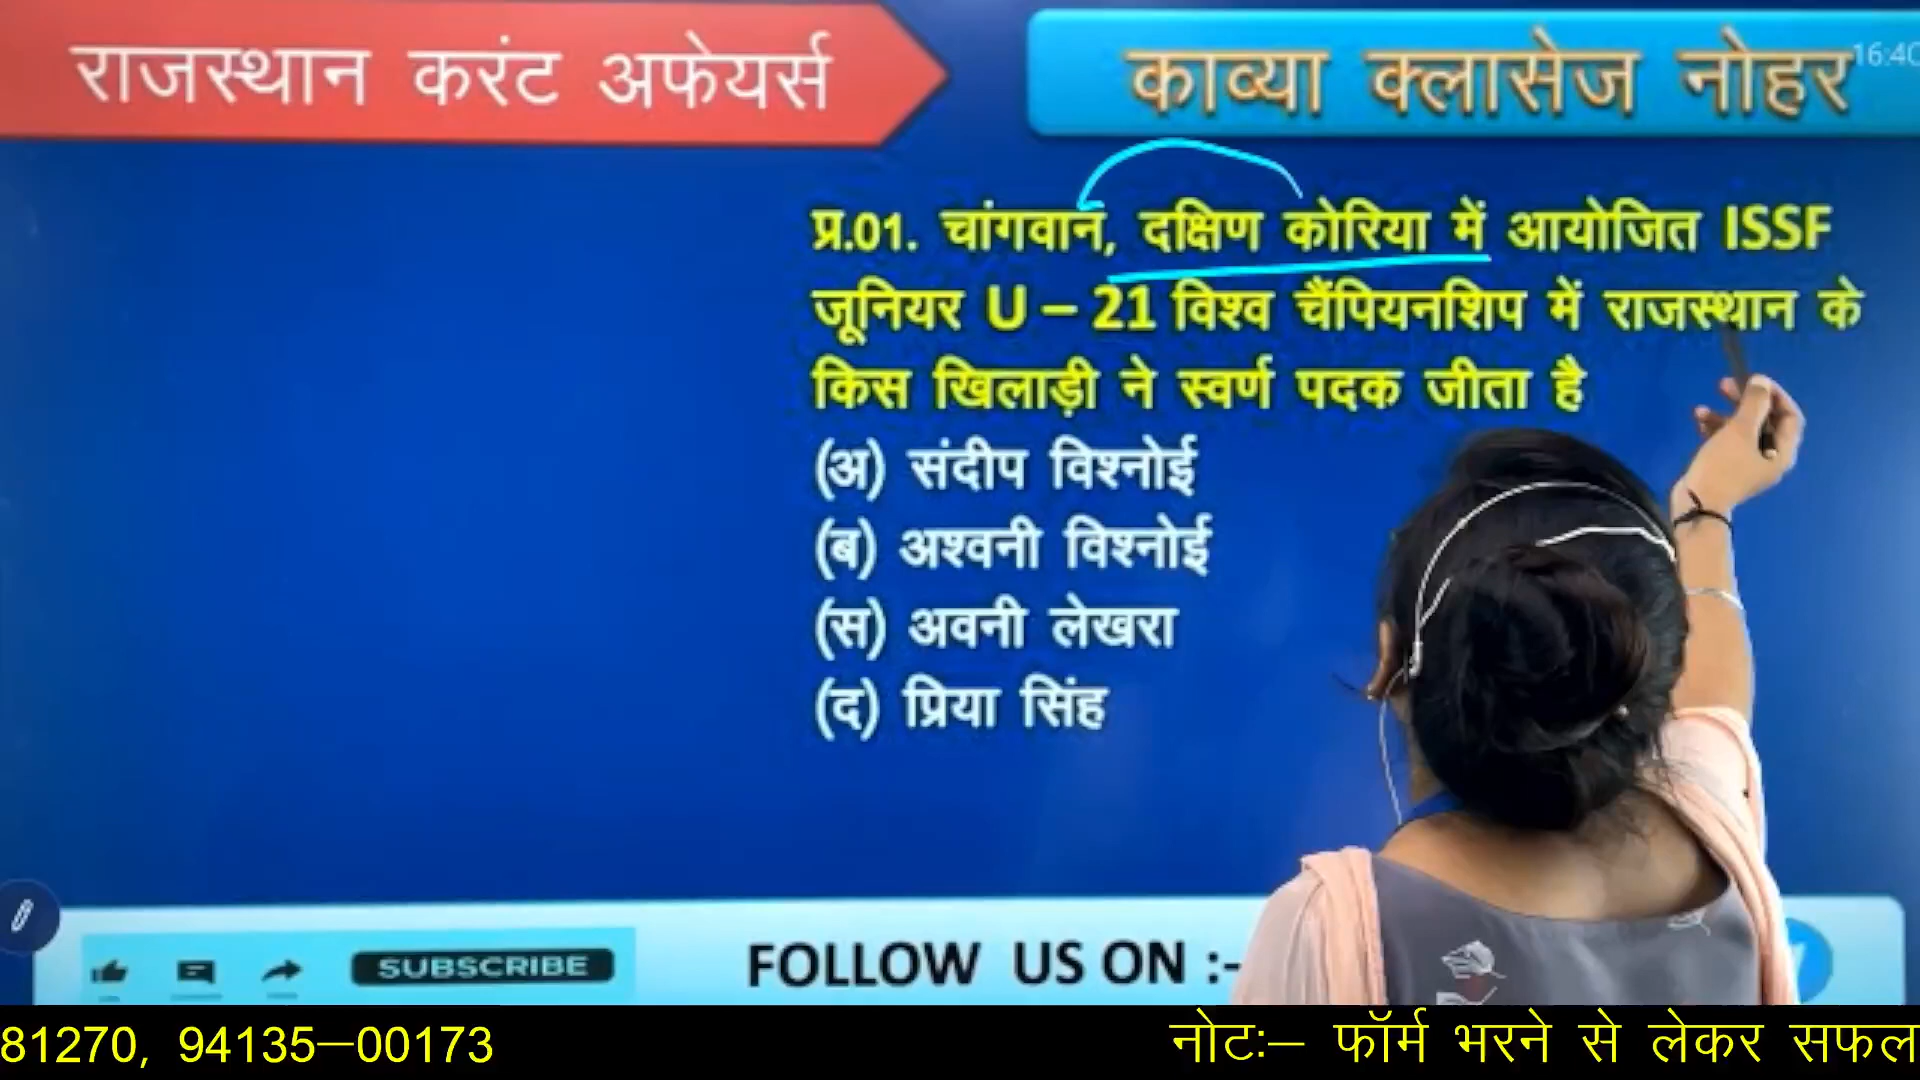 राजस्थान करंट अफेयर्स
काव्या क्लासेज नोहर
16:40
प्र.01. चांगवान, दक्षिण कोरिया में आयोजित ISSF
जूनियर U – 21 विश्व चैंपियनशिप में राजस्थान के
किस खिलाड़ी ने स्वर्ण पदक जीता है
(अ) संदीप विश्नोई
(ब) अश्वनी विश्नोई
(स) अवनी लेखरा
(द) प्रिया सिंह
SUBSCRIBE
FOLLOW US ON :-
81270, 94135–00173
नोटः– फॉर्म भरने से लेकर सफल